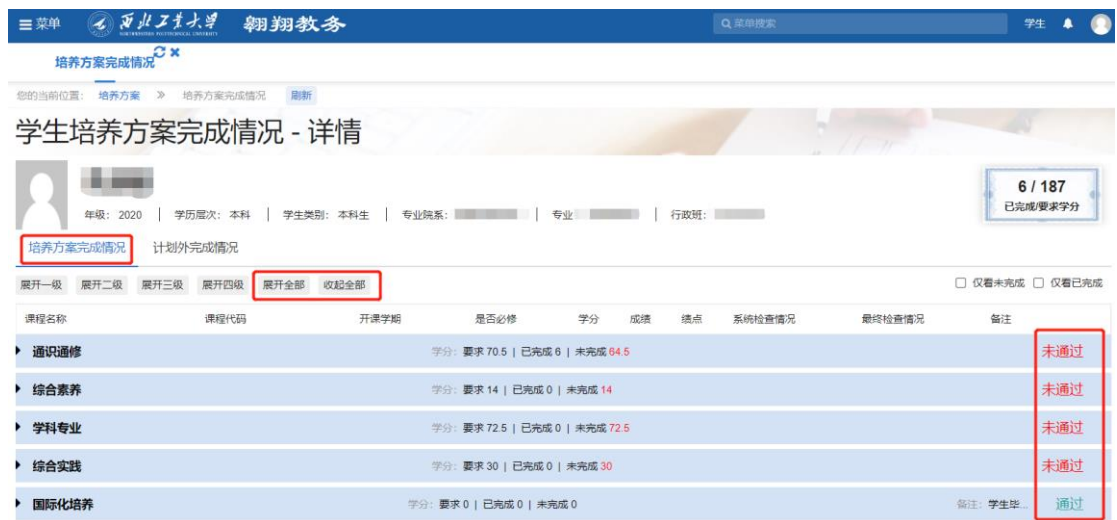 菜单 西北工业大学 NORTHWESTERN POLYTECHNICAL UNIVERSITY 翱翔教务 菜单搜索 学生
培养方案完成情况
您的当前位置: 培养方案 》 培养方案完成情况 刷新
学生培养方案完成情况 - 详情
6 / 187
已完成/要求学分
年级: 2020 | 学历层次: 本科 | 学生类别: 本科生 | 专业院系: | 专业 | 行政班:
培养方案完成情况 计划外完成情况
展开一级 展开二级 展开三级 展开四级 展开全部 收起全部 仅看未完成 仅看已完成
课程名称 课程代码 开课学期 是否必修 学分 成绩 绩点 系统检查情况 最终检查情况 备注
通识通修 学分: 要求 70.5 | 已完成 6 | 未完成 64.5 未通过
综合素养 学分: 要求 14 | 已完成 0 | 未完成 14 未通过
学科专业 学分: 要求 72.5 | 已完成 0 | 未完成 72.5 未通过
综合实践 学分: 要求 30 | 已完成 0 | 未完成 30 未通过
国际化培养 学分: 要求 0 | 已完成 0 | 未完成 0 备注: 学生毕... 通过